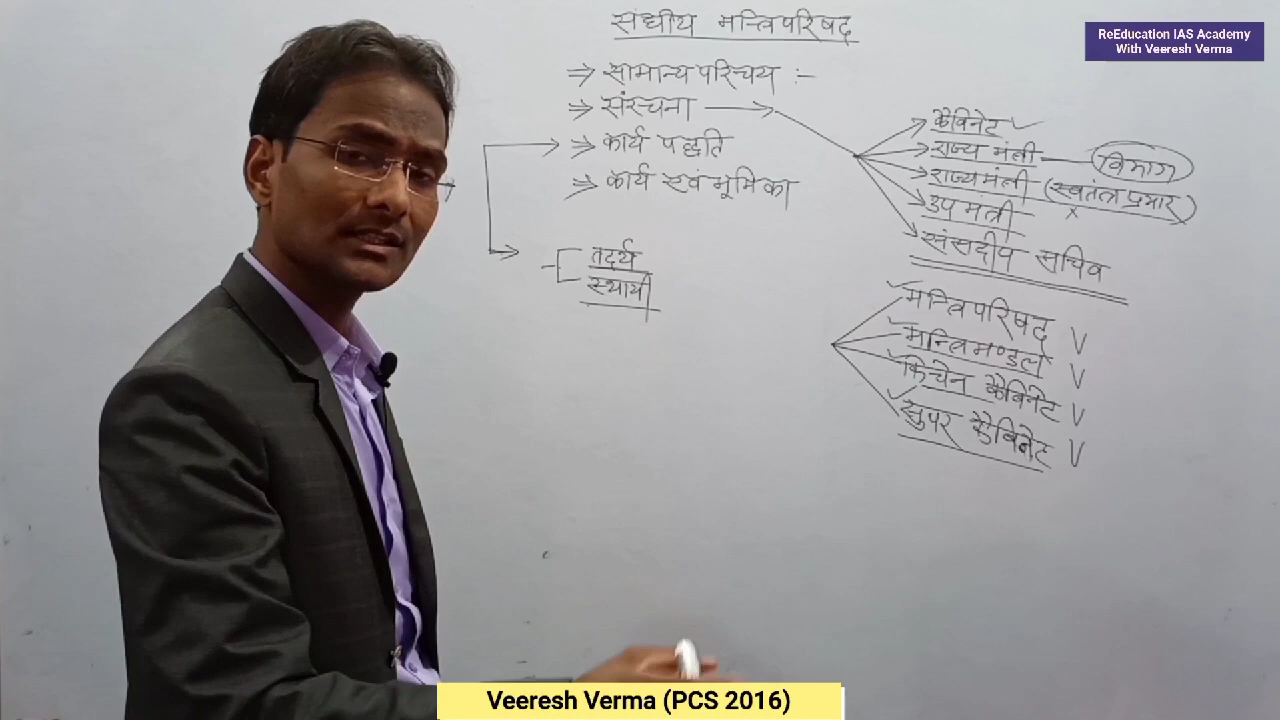 संघीय मन्त्रिपरिषद
ReEducation IAS Academy
With Veeresh Verma
⇒ सामान्य परिचय :-
⇒ संरचना
⇒ कार्य पद्धति
⇒ कार्य एवं भूमिका
तदर्थ
स्थायी
कैबिनेट ✓
राज्य मंत्री — विभाग
राज्यमंत्री (स्वतंत्र प्रभार)
x
उप मंत्री
संसदीय सचिव
मन्त्रिपरिषद V
मन्त्रिमण्डल V
किचेन कैबिनेट V
सुपर कैबिनेट V
Veeresh Verma (PCS 2016)